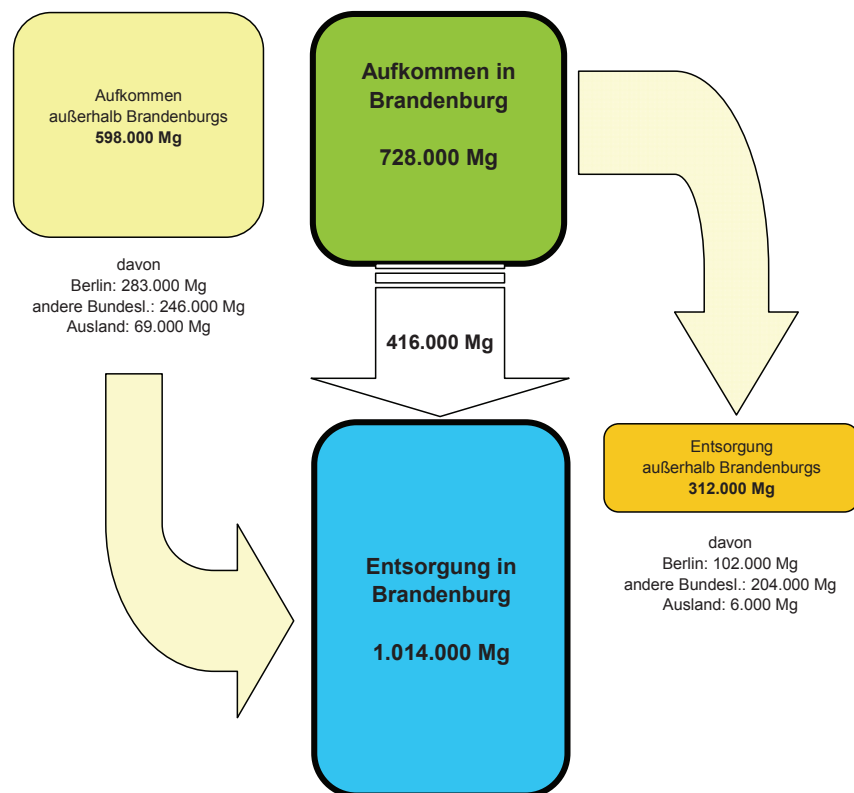 Aufkommen
außerhalb Brandenburgs
598.000 Mg
davon
Berlin: 283.000 Mg
andere Bundesl.: 246.000 Mg
Ausland: 69.000 Mg
Aufkommen in
Brandenburg
728.000 Mg
416.000 Mg
Entsorgung in
Brandenburg
1.014.000 Mg
Entsorgung
außerhalb Brandenburgs
312.000 Mg
davon
Berlin: 102.000 Mg
andere Bundesl.: 204.000 Mg
Ausland: 6.000 Mg